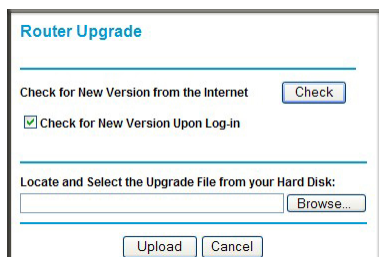 Router Upgrade
Check for New Version from the Internet Check
Check for New Version Upon Log-in
Locate and Select the Upgrade File from your Hard Disk:
Browse...
Upload Cancel